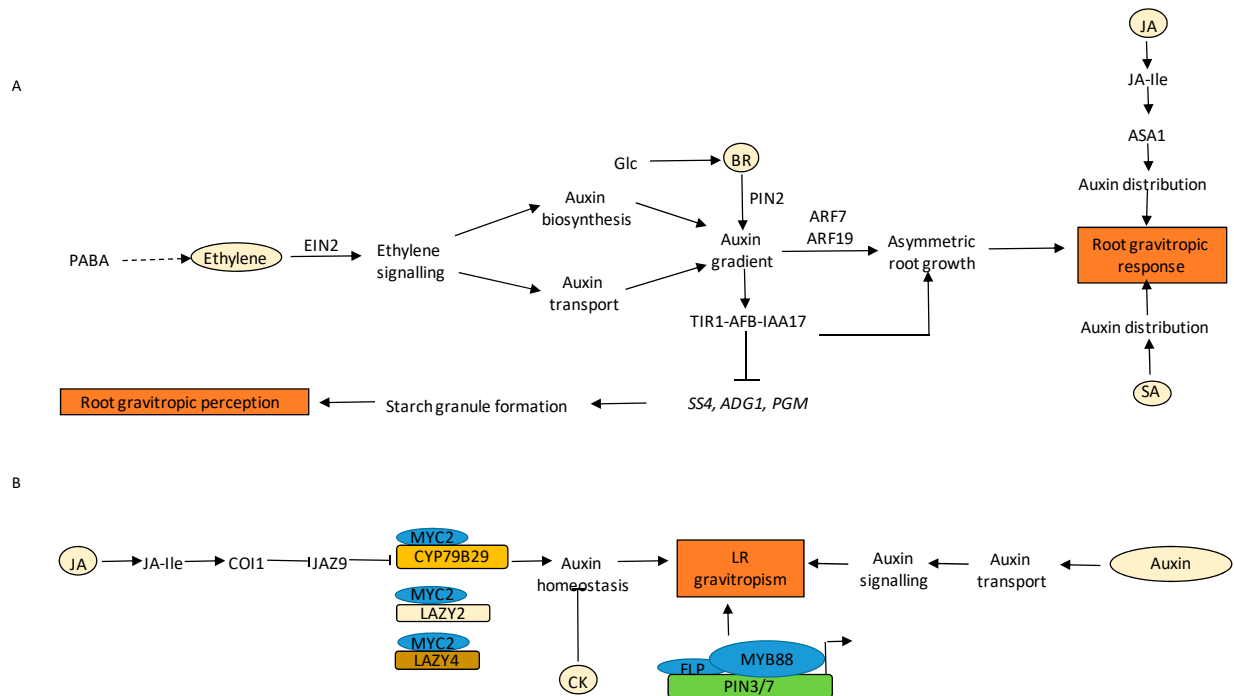 A
JA
JA-Ile
ASA1
Auxin distribution
Glc
BR
PIN2
Auxin
biosynthesis
ARF7
ARF19
PABA
Ethylene
EIN2
Ethylene
signalling
Auxin
gradient
Asymmetric
root growth
Root gravitropic
response
Auxin
transport
TIR1-AFB-IAA17
Auxin distribution
SA
Root gravitropic perception
Starch granule formation
SS4, ADG1, PGM
B
JA
JA-Ile
COI1
JAZ9
MYC2
CYP79B29
Auxin
homeostasis
LR
gravitropism
Auxin
signalling
Auxin
transport
Auxin
MYC2
LAZY2
MYC2
LAZY4
CK
FLP
MYB88
PIN3/7